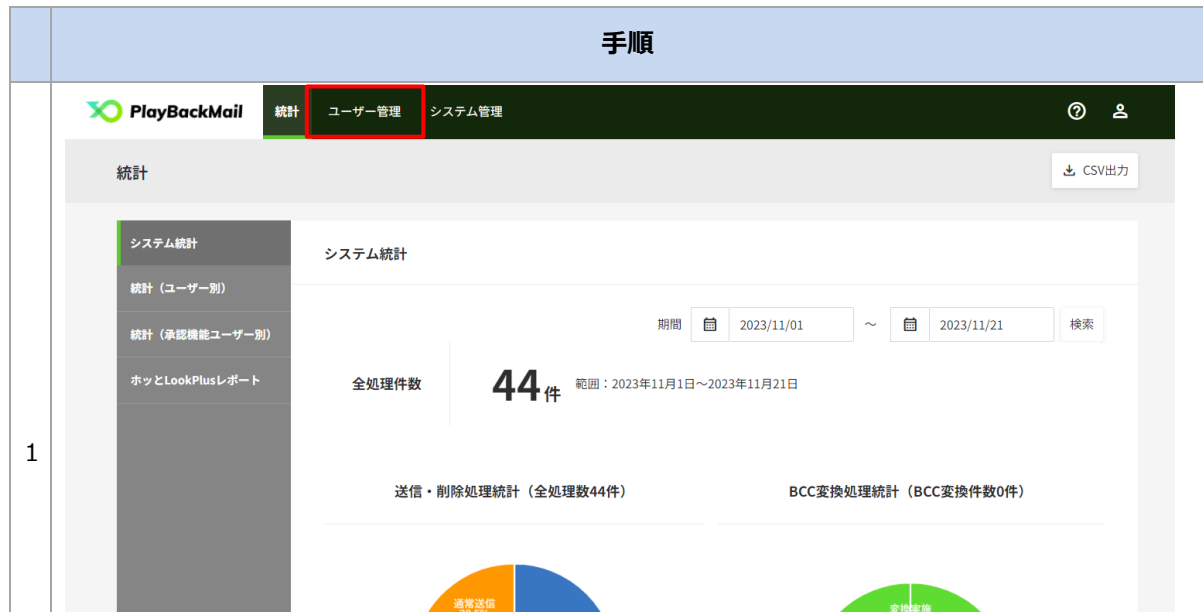 手順
1
PlayBackMail 統計 ユーザー管理 システム管理
統計 CSV出力
システム統計
統計（ユーザー別）
統計（承認機能ユーザー別）
ホッとLookPlusレポート
システム統計
期間 2023/11/01 ～ 2023/11/21 検索
全処理件数 44件 範囲：2023年11月1日～2023年11月21日
送信・削除処理統計（全処理数44件）
BCC変換処理統計（BCC変換件数0件）
通常送信
変換実施